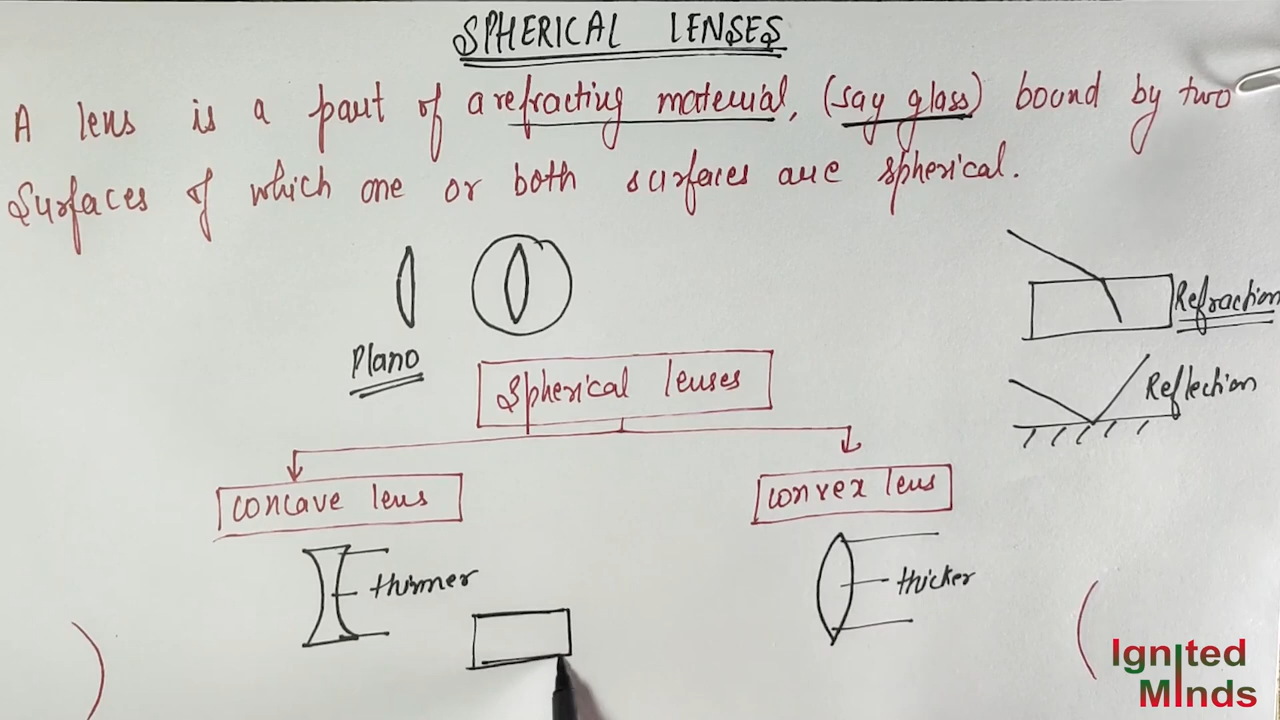 SPHERICAL LENSES
A lens is a part of a refracting material, (say glass) bound by two
Surfaces of which one or both surfaces are spherical.
Refraction
Plano
Spherical lenses
Reflection
concave lens
convex lens
thinner
thicker
Ignited
Minds